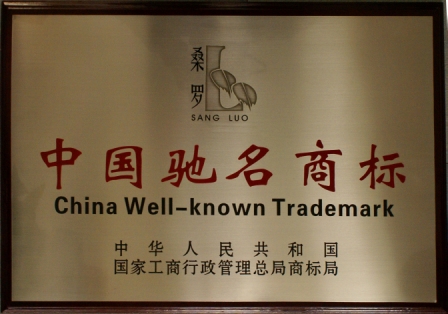 桑罗
SANG LUO
中国驰名商标
China Well-known Trademark
中华人民共和国
国家工商行政管理总局商标局